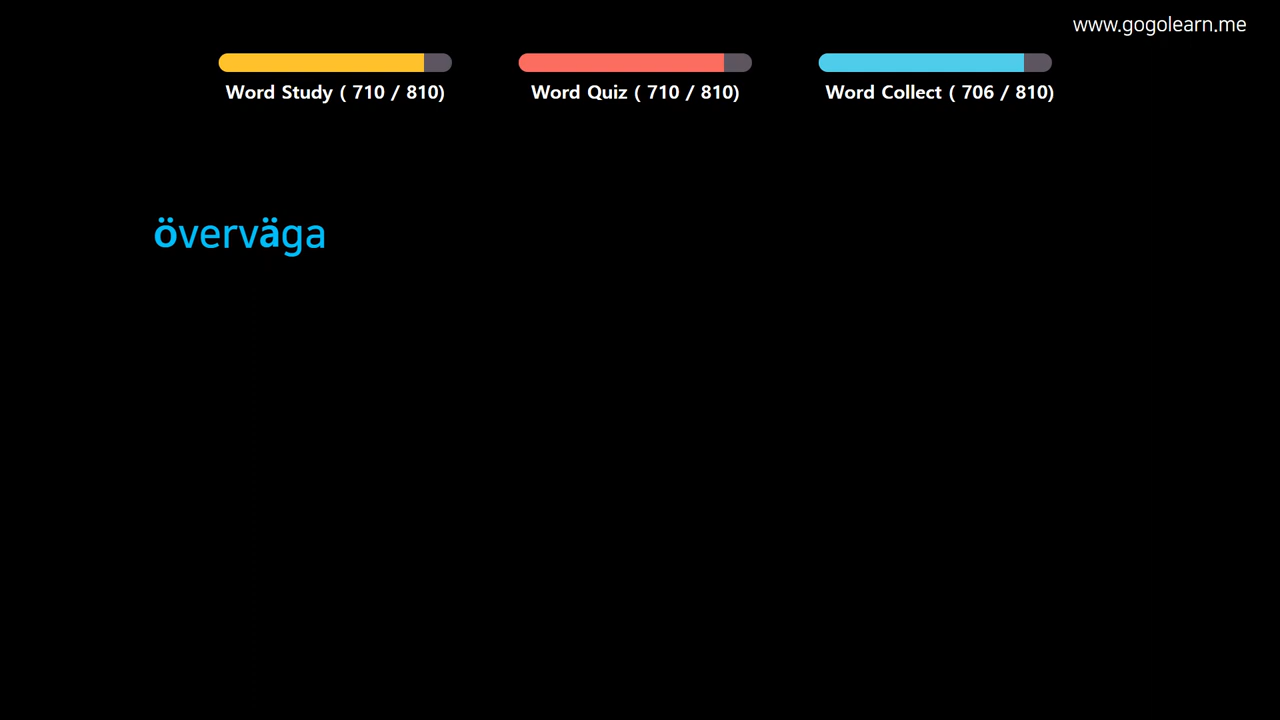 www.gogolearn.me
Word Study ( 710 / 810)
Word Quiz ( 710 / 810)
Word Collect ( 706 / 810)
överväga